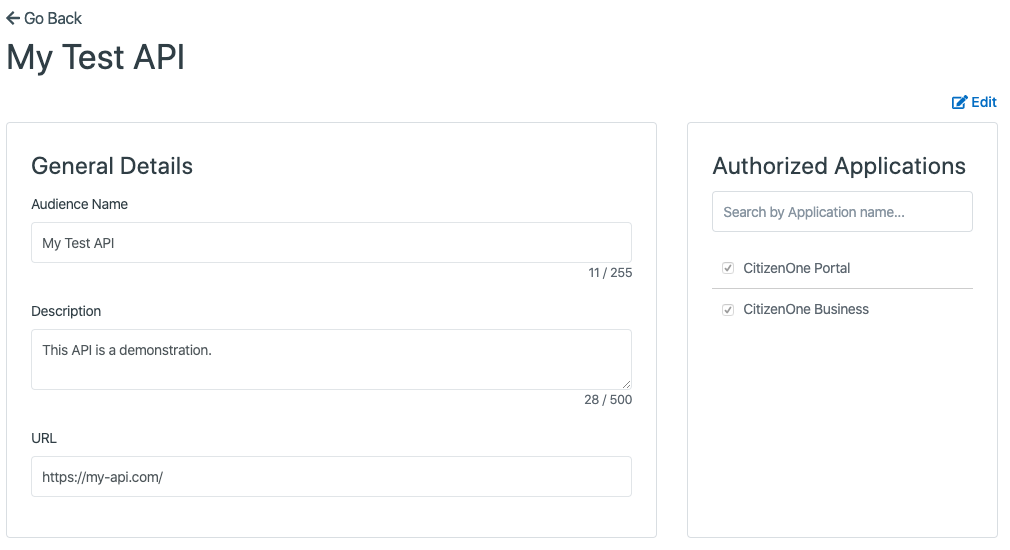 Go Back
My Test API
Edit
General Details
Audience Name
My Test API
11 / 255
Description
This API is a demonstration.
28 / 500
URL
https://my-api.com/
Authorized Applications
Search by Application name...
CitizenOne Portal
CitizenOne Business